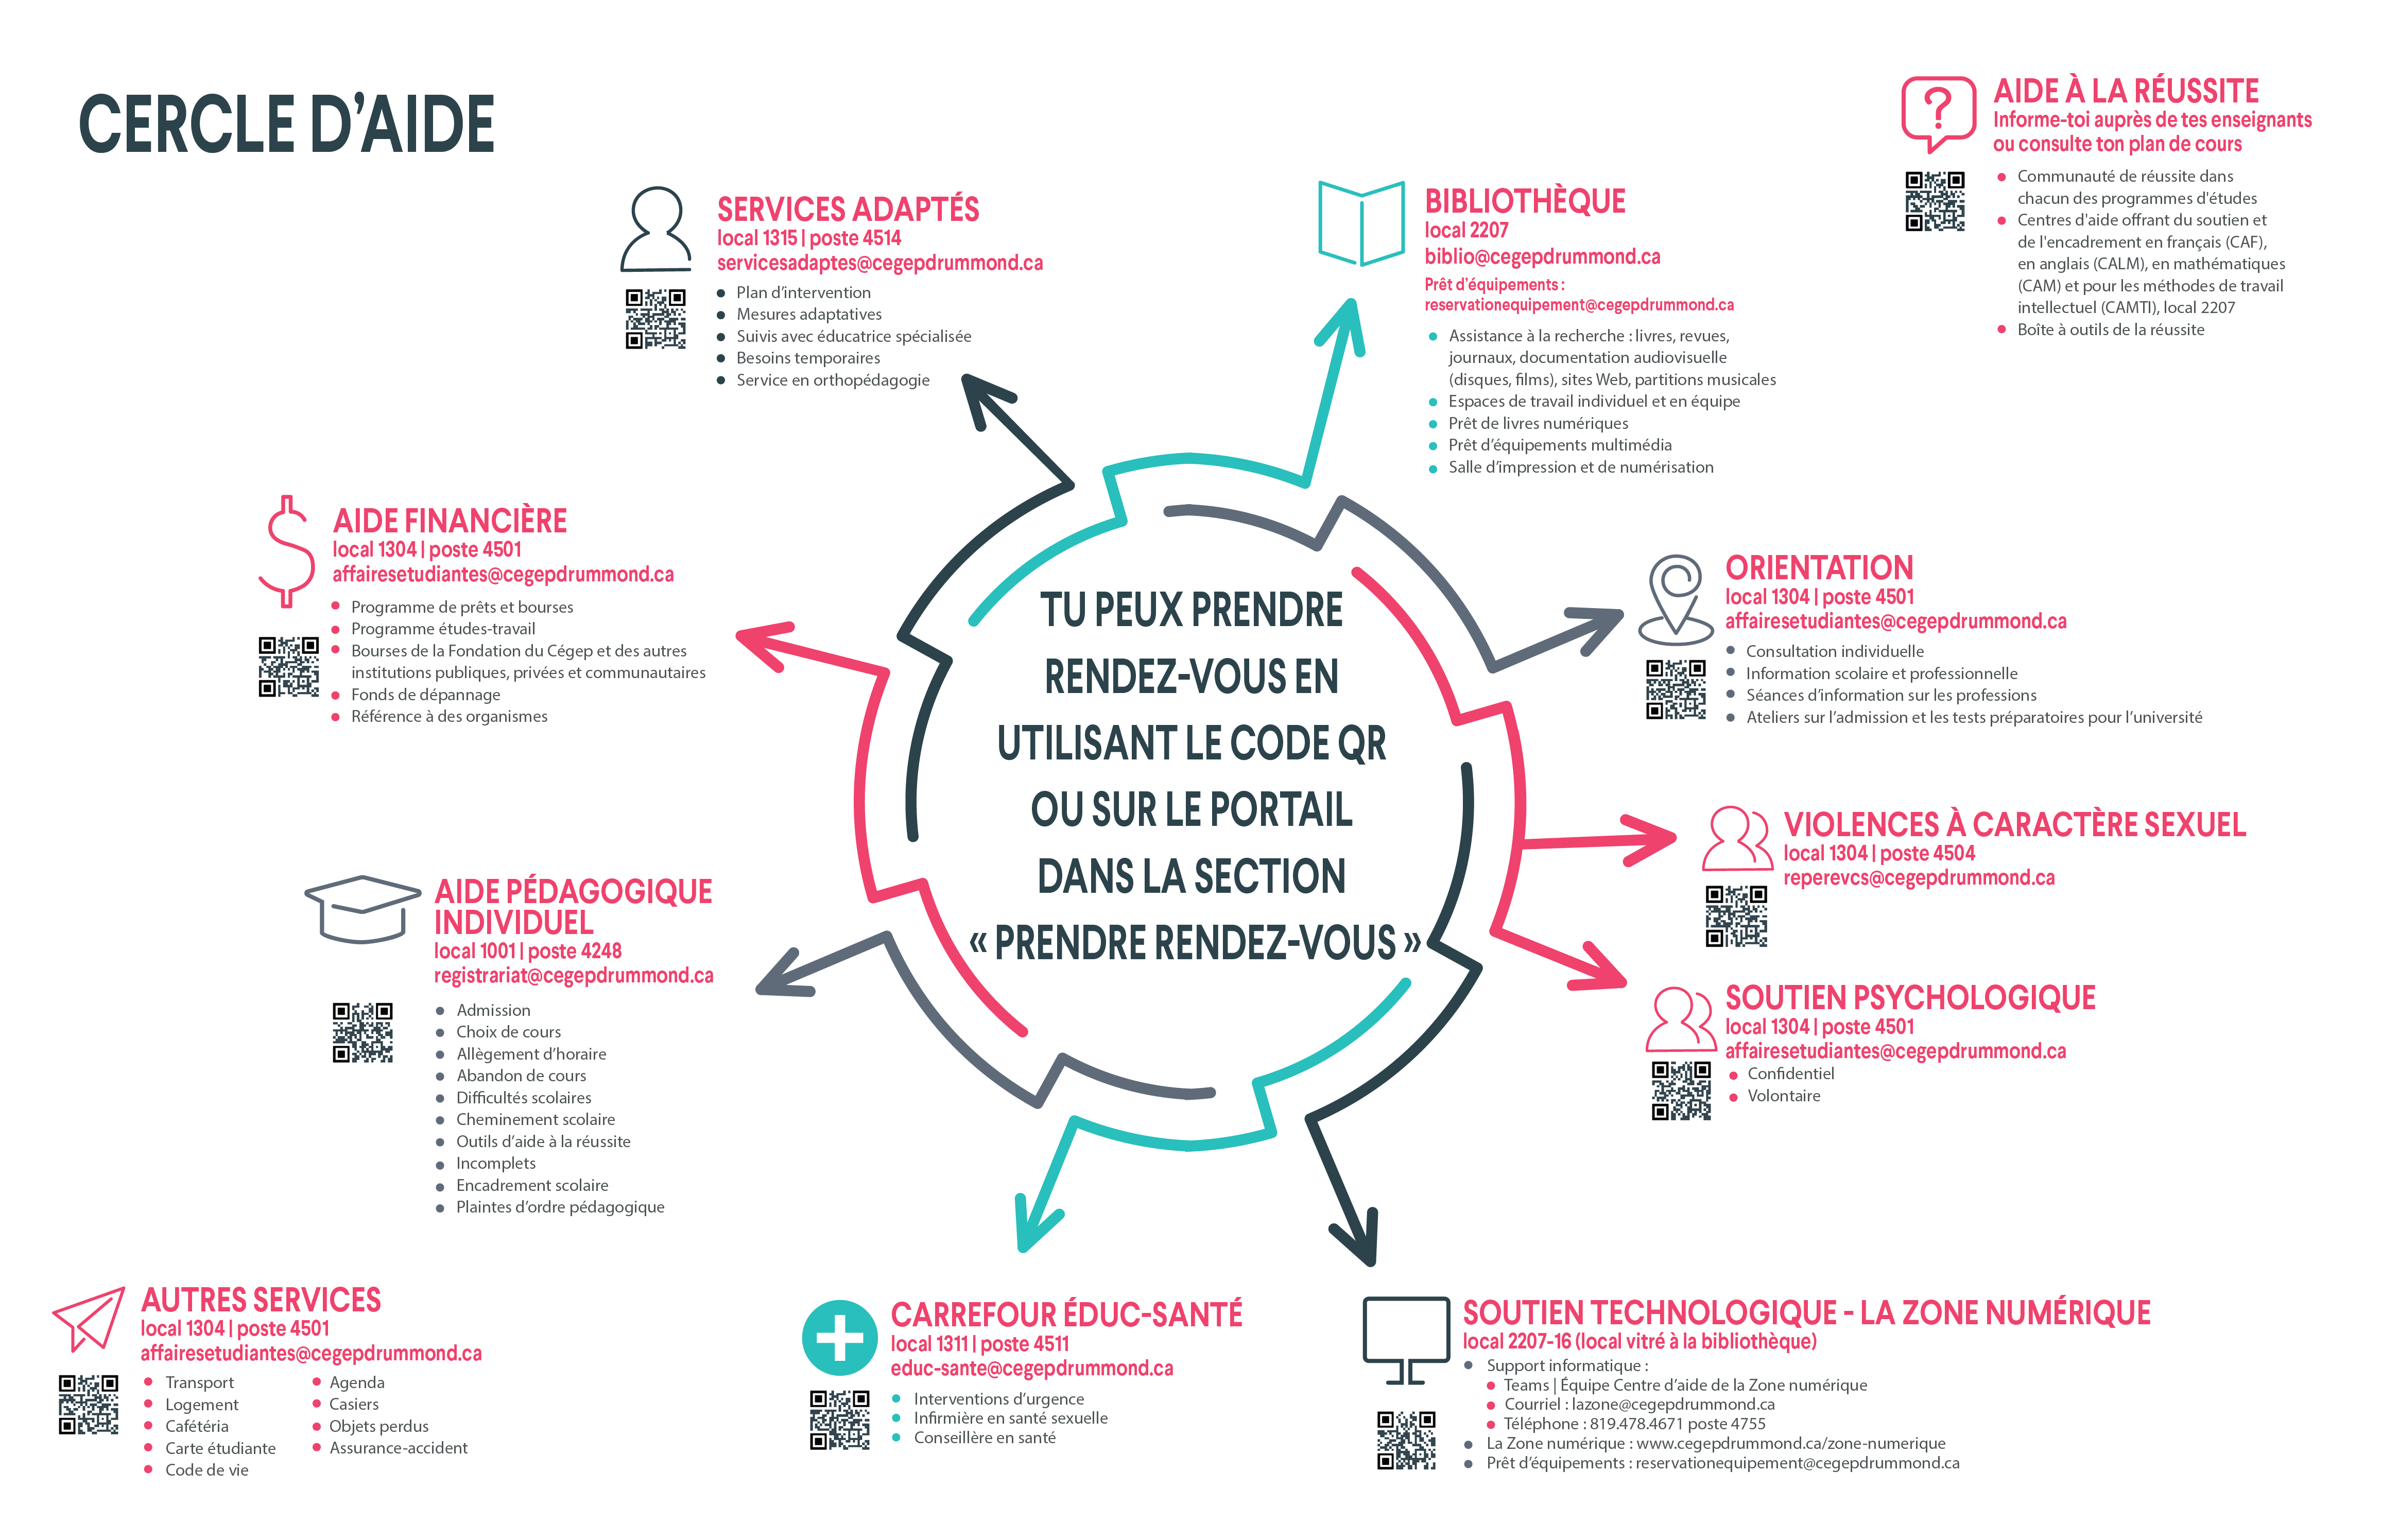 CERCLE D'AIDE
AIDE À LA RÉUSSITE
Informe-toi auprès de tes enseignants
ou consulte ton plan de cours
Communauté de réussite dans
chacun des programmes d'études
Centres d'aide offrant du soutien et
de l'encadrement en français (CAF),
en anglais (CALM), en mathématiques
(CAM) et pour les méthodes de travail
intellectuel (CAMTI), local 2207
Boîte à outils de la réussite
SERVICES ADAPTÉS
local 1315 | poste 4514
servicesadaptes@cegepdrummond.ca
Plan d'intervention
Mesures adaptatives
Suivis avec éducatrice spécialisée
Besoins temporaires
Service en orthopédagogie
BIBLIOTHÈQUE
local 2207
biblio@cegepdrummond.ca
Prêt d'équipements :
reservationequipement@cegepdrummond.ca
Assistance à la recherche : livres, revues,
journaux, documentation audiovisuelle
(disques, films), sites Web, partitions musicales
Espaces de travail individuel et en équipe
Prêt de livres numériques
Prêt d'équipements multimédia
Salle d'impression et de numérisation
AIDE FINANCIÈRE
local 1304 | poste 4501
affairesetudiantes@cegepdrummond.ca
Programme de prêts et bourses
Programme études-travail
Bourses de la Fondation du Cégep et des autres
institutions publiques, privées et communautaires
Fonds de dépannage
Référence à des organismes
TU PEUX PRENDRE
RENDEZ-VOUS EN
UTILISANT LE CODE QR
OU SUR LE PORTAIL
DANS LA SECTION
« PRENDRE RENDEZ-VOUS »
ORIENTATION
local 1304 | poste 4501
affairesetudiantes@cegepdrummond.ca
Consultation individuelle
Information scolaire et professionnelle
Séances d'information sur les professions
Ateliers sur l'admission et les tests préparatoires pour l'université
VIOLENCES À CARACTÈRE SEXUEL
local 1304 | poste 4504
reperevcs@cegepdrummond.ca
SOUTIEN PSYCHOLOGIQUE
local 1304 | poste 4501
affairesetudiantes@cegepdrummond.ca
Confidentiel
Volontaire
AIDE PÉDAGOGIQUE
INDIVIDUEL
local 1001 | poste 4248
registrariat@cegepdrummond.ca
Admission
Choix de cours
Allègement d'horaire
Abandon de cours
Difficultés scolaires
Cheminement scolaire
Outils d'aide à la réussite
Incomplets
Encadrement scolaire
Plaintes d'ordre pédagogique
AUTRES SERVICES
local 1304 | poste 4501
affairesetudiantes@cegepdrummond.ca
Transport
Logement
Cafétéria
Carte étudiante
Code de vie
Agenda
Casiers
Objets perdus
Assurance-accident
CARREFOUR ÉDUC-SANTÉ
local 1311 | poste 4511
educ-sante@cegepdrummond.ca
Interventions d'urgence
Infirmière en santé sexuelle
Conseillère en santé
SOUTIEN TECHNOLOGIQUE - LA ZONE NUMÉRIQUE
local 2207-16 (local vitré à la bibliothèque)
Support informatique :
Teams | Équipe Centre d'aide de la Zone numérique
Courriel : lazone@cegepdrummond.ca
Téléphone : 819.478.4671 poste 4755
La Zone numérique : www.cegepdrummond.ca/zone-numerique
Prêt d'équipements : reservationequipement@cegepdrummond.ca